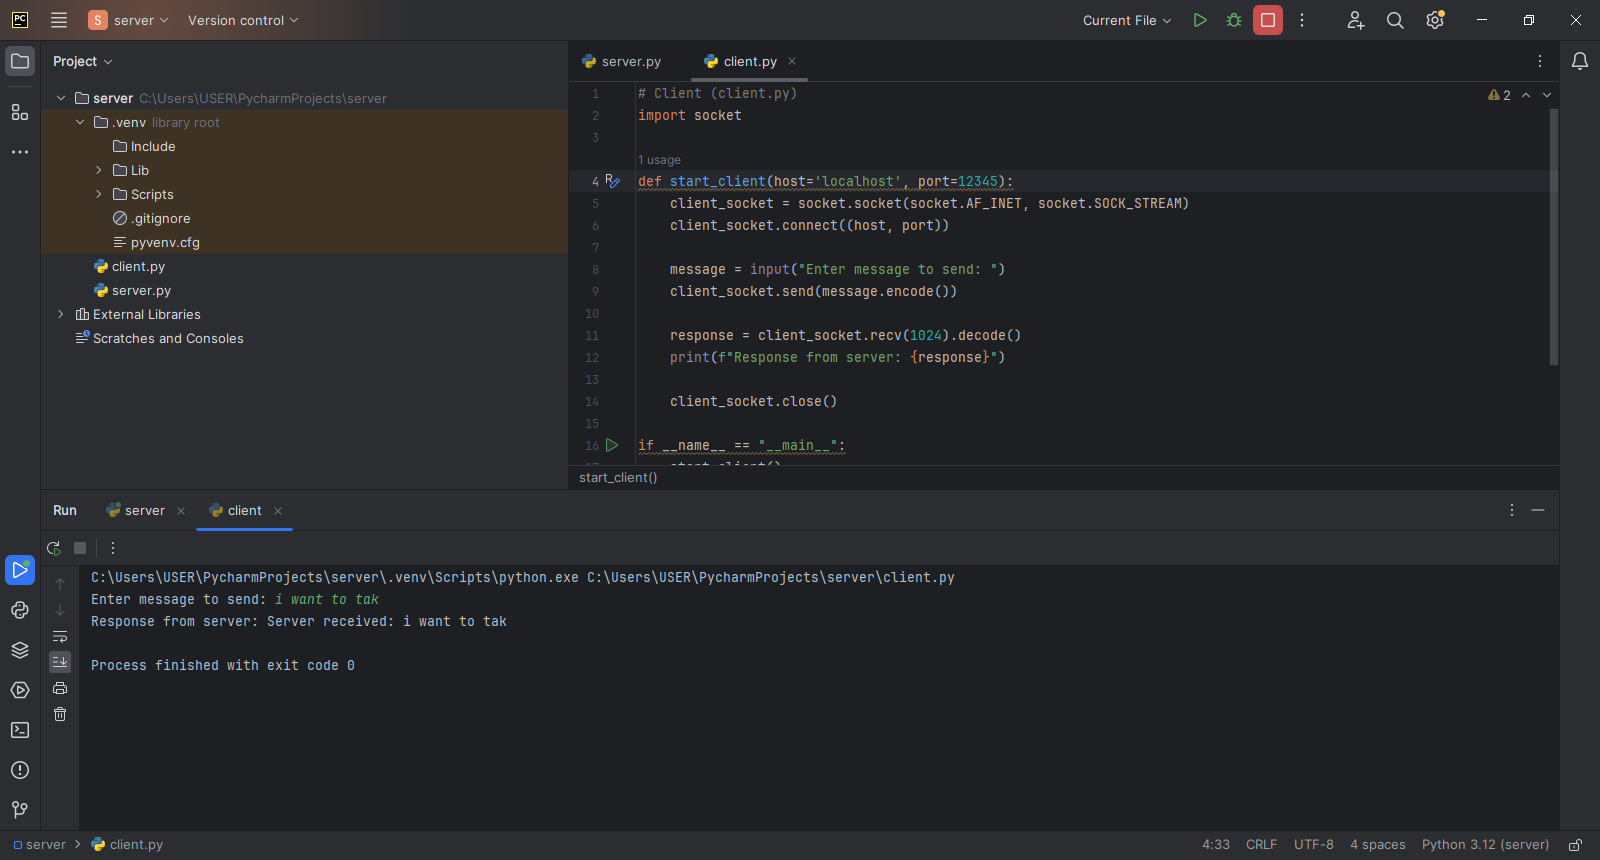 PC
S server
Version control
Current File
Project
server C:\Users\USER\PycharmProjects\server
.venv library root
Include
Lib
Scripts
.gitignore
pyvenv.cfg
client.py
server.py
External Libraries
Scratches and Consoles
server.py
client.py
2
1 # Client (client.py)
2 import socket
3
1 usage
4 def start_client(host='localhost', port=12345):
5 client_socket = socket.socket(socket.AF_INET, socket.SOCK_STREAM)
6 client_socket.connect((host, port))
7
8 message = input("Enter message to send: ")
9 client_socket.send(message.encode())
10
11 response = client_socket.recv(1024).decode()
12 print(f"Response from server: {response}")
13
14 client_socket.close()
15
16 if __name__ == "__main__":
17 start_client()
start_client()
Run
server
client
C:\Users\USER\PycharmProjects\server\.venv\Scripts\python.exe C:\Users\USER\PycharmProjects\server\client.py
Enter message to send: i want to tak
Response from server: Server received: i want to tak
Process finished with exit code 0
server > client.py
4:33 CRLF UTF-8 4 spaces Python 3.12 (server)